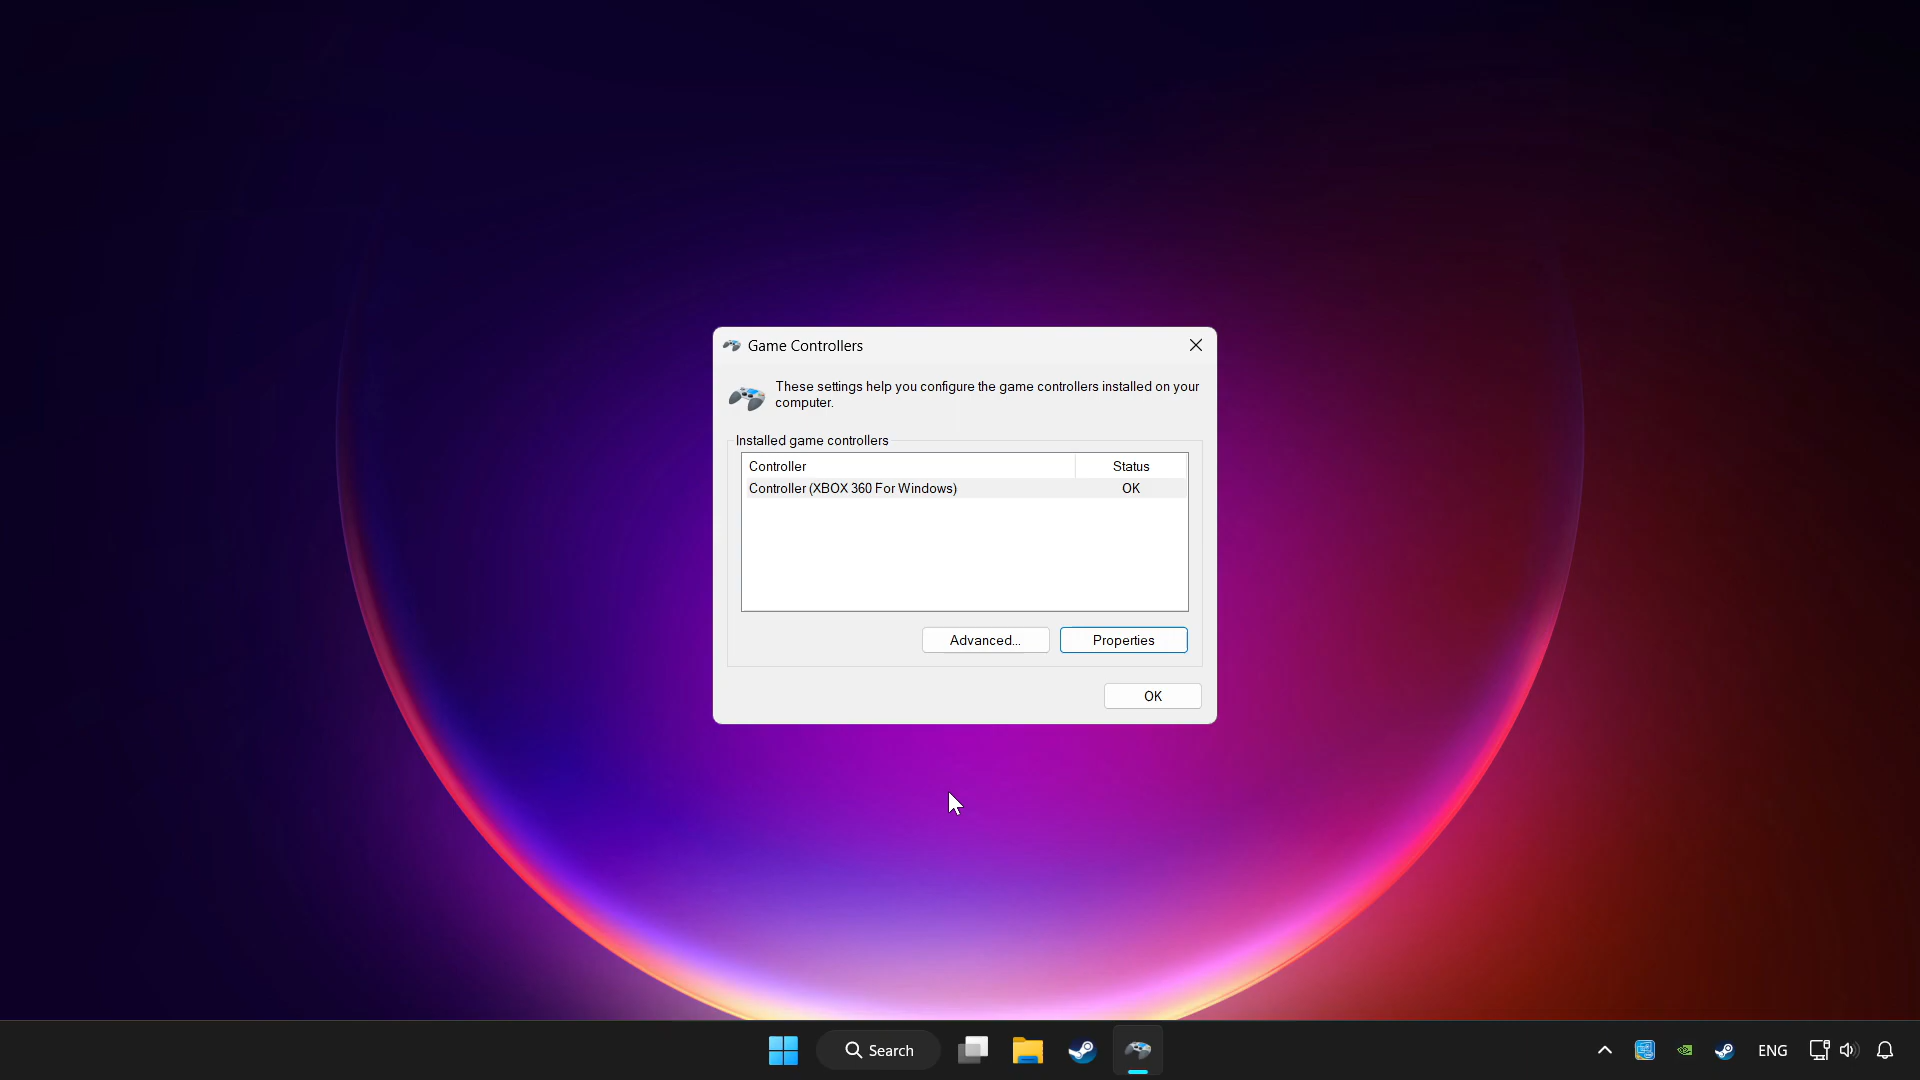 Game Controllers
These settings help you configure the game controllers installed on your
computer.
Installed game controllers
Controller Status
Controller (XBOX 360 For Windows) OK
Advanced... Properties
OK
Search ENG